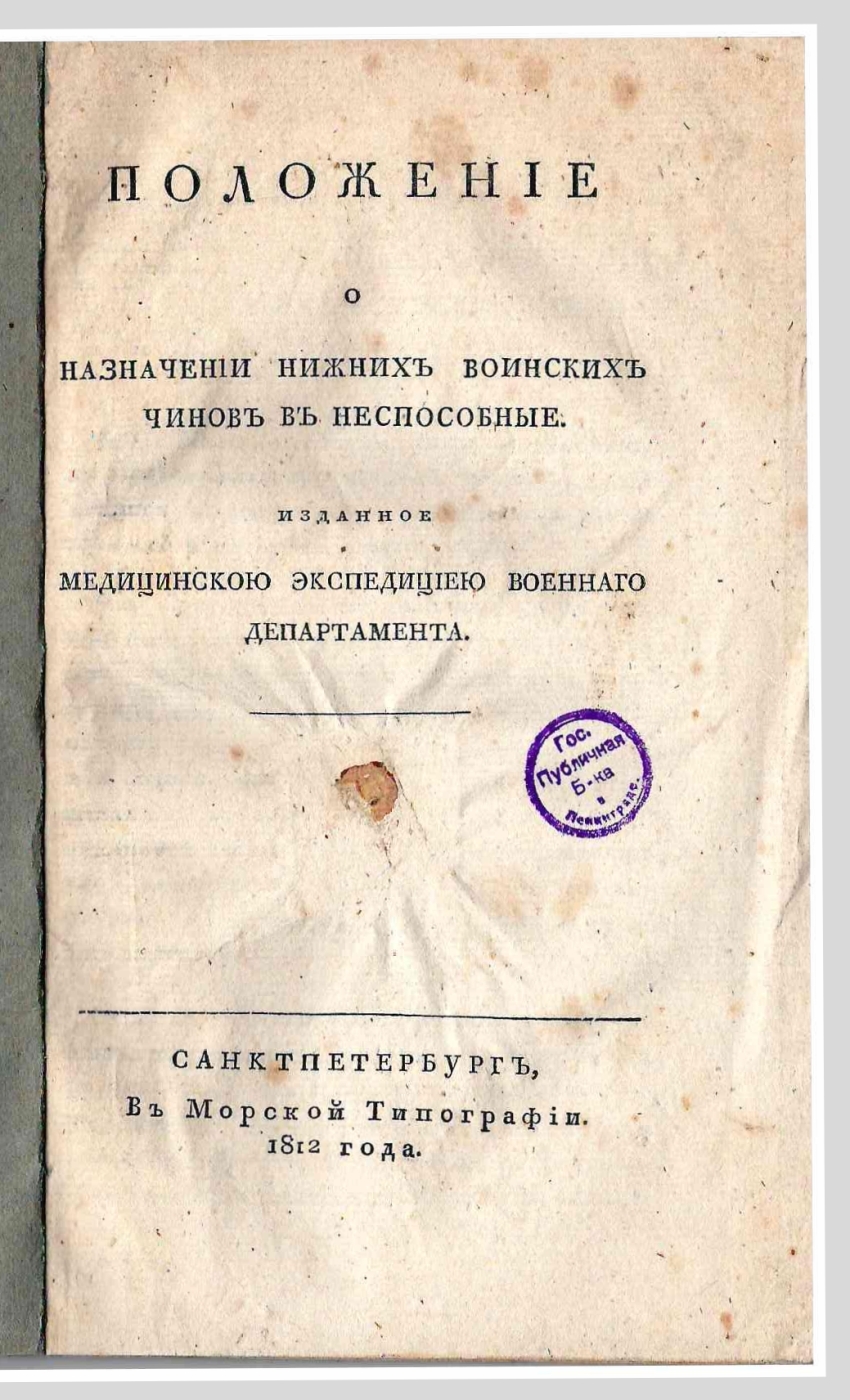 ПОЛОЖЕНІЕ
О
НАЗНАЧЕНІИ НИЖНИХЪ ВОИНСКИХЪ
ЧИНОВЪ ВЪ НЕСПОСОБНЫЕ.
ИЗДАННОЕ
МЕДИЦИНСКОЮ ЭКСПЕДИЦІЕЮ ВОЕННАГО
ДЕПАРТАМЕНТА.
Гос.
Публичная
Б-ка
в
Ленинграде.
САНКТПЕТЕРБУРГЪ,
Въ Морской Типографіи.
1812 года.